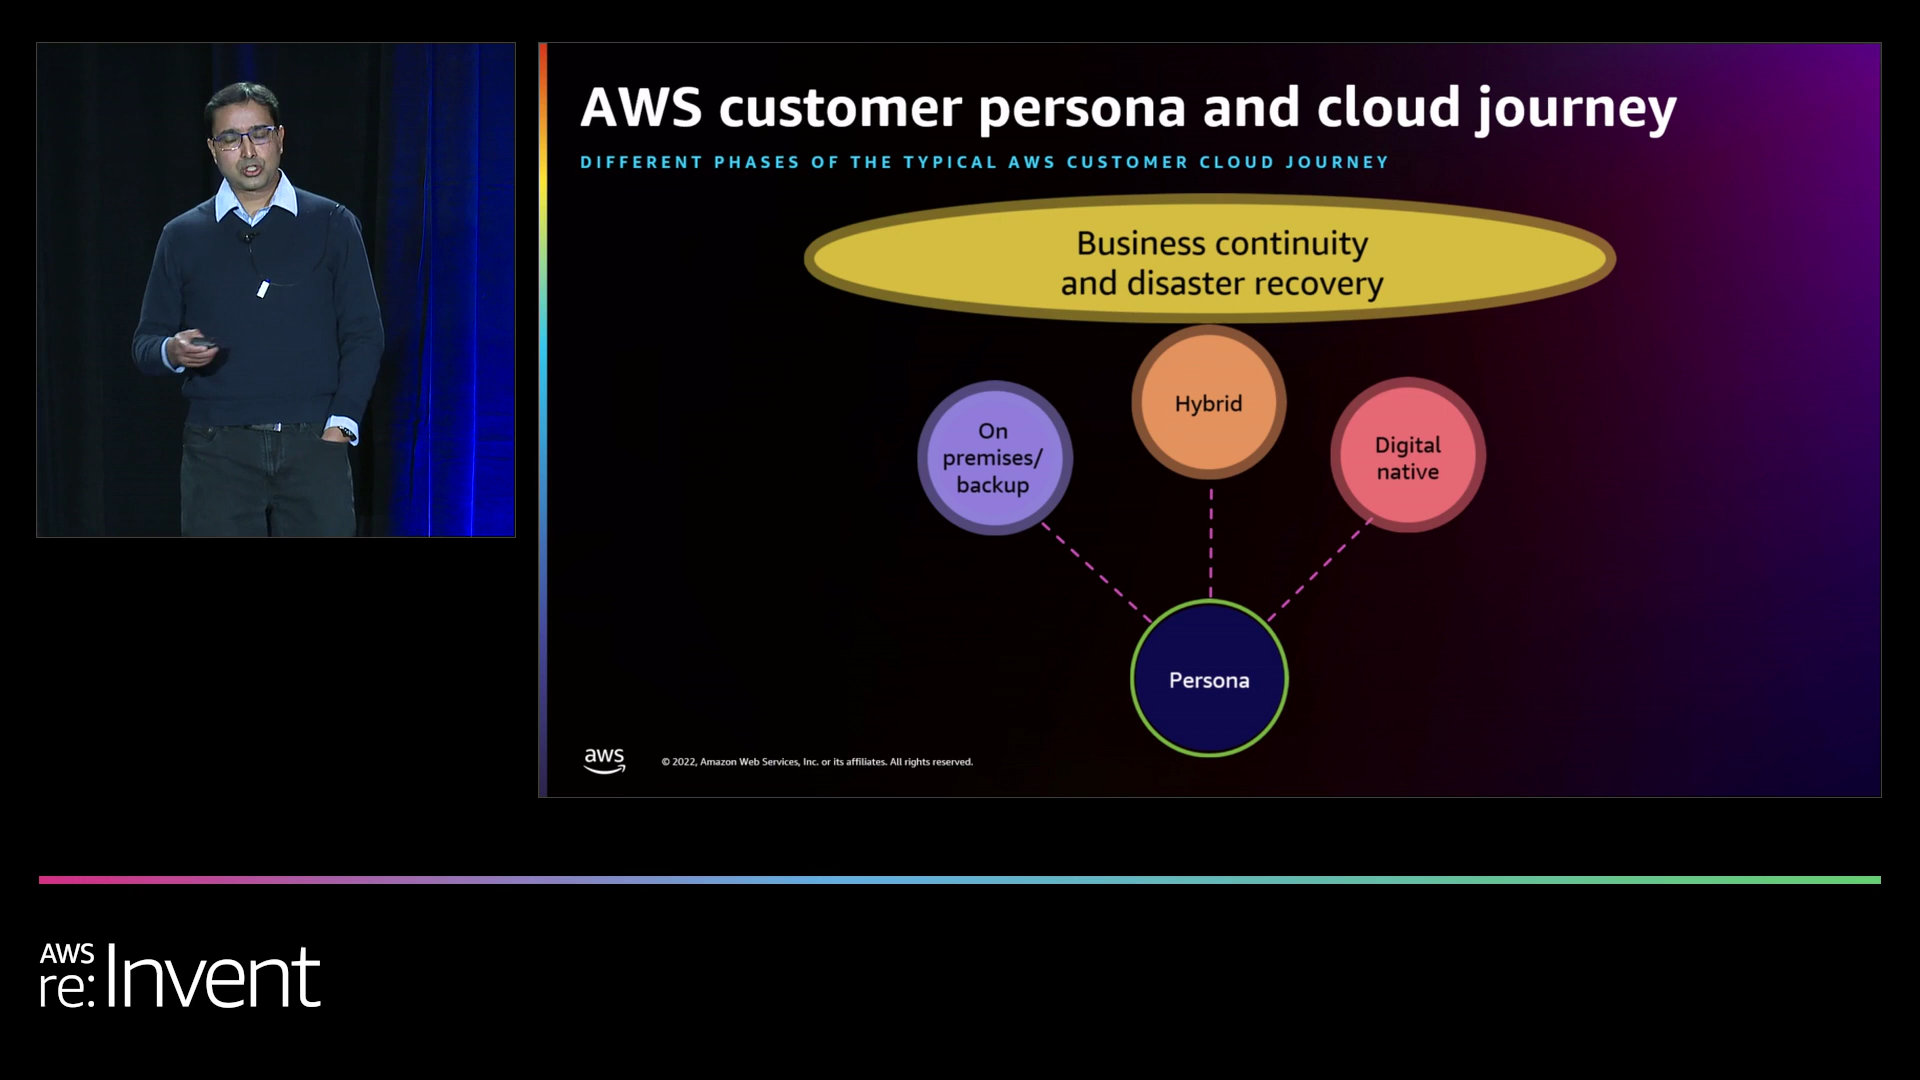 AWS customer persona and cloud journey
DIFFERENT PHASES OF THE TYPICAL AWS CUSTOMER CLOUD JOURNEY
Business continuity
and disaster recovery
Hybrid
On
premises/
backup
Digital
native
Persona
aws
© 2022, Amazon Web Services, Inc. or its affiliates. All rights reserved.
AWS
re:Invent